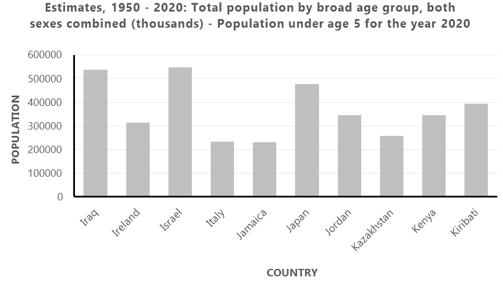 Estimates, 1950 - 2020: Total population by broad age group, both
sexes combined (thousands) - Population under age 5 for the year 2020
POPULATION
600000
500000
400000
300000
200000
100000
0
Iraq
Ireland
Israel
Italy
Jamaica
Japan
Jordan
Kazakhstan
Kenya
Kiribati
COUNTRY